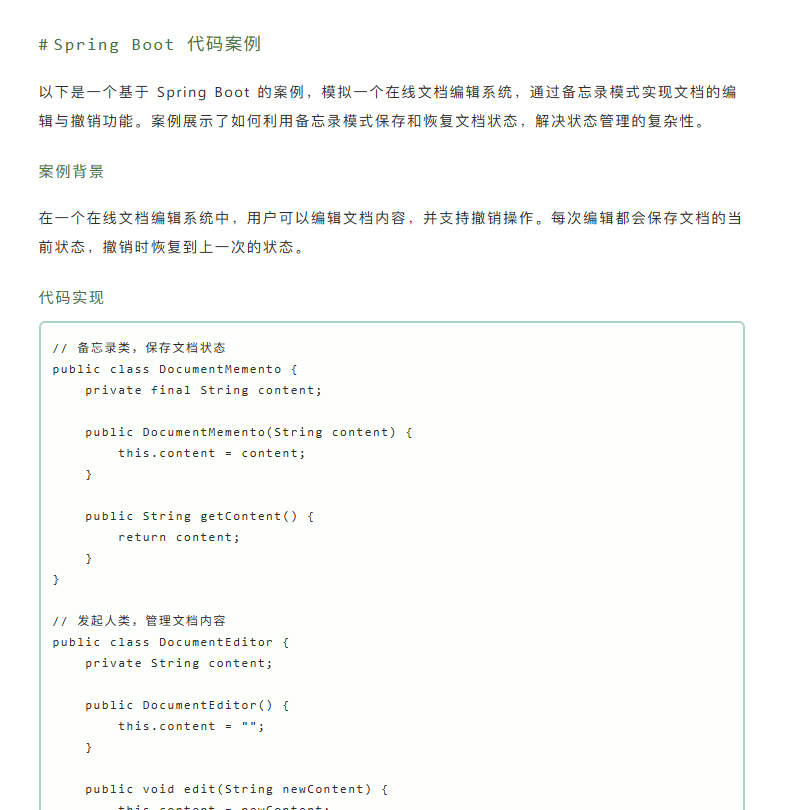 # Spring Boot 代码案例
以下是一个基于 Spring Boot 的案例，模拟一个在线文档编辑系统，通过备忘录模式实现文档的编
辑与撤销功能。案例展示了如何利用备忘录模式保存和恢复文档状态，解决状态管理的复杂性。
案例背景
在一个在线文档编辑系统中，用户可以编辑文档内容，并支持撤销操作。每次编辑都会保存文档的当
前状态，撤销时恢复到上一次的状态。
代码实现
// 备忘录类，保存文档状态
public class DocumentMemento {
    private final String content;
    public DocumentMemento(String content) {
        this.content = content;
    }
    public String getContent() {
        return content;
    }
}
// 发起人类，管理文档内容
public class DocumentEditor {
    private String content;
    public DocumentEditor() {
        this.content = "";
    }
    public void edit(String newContent) {
        this.content = newContent;